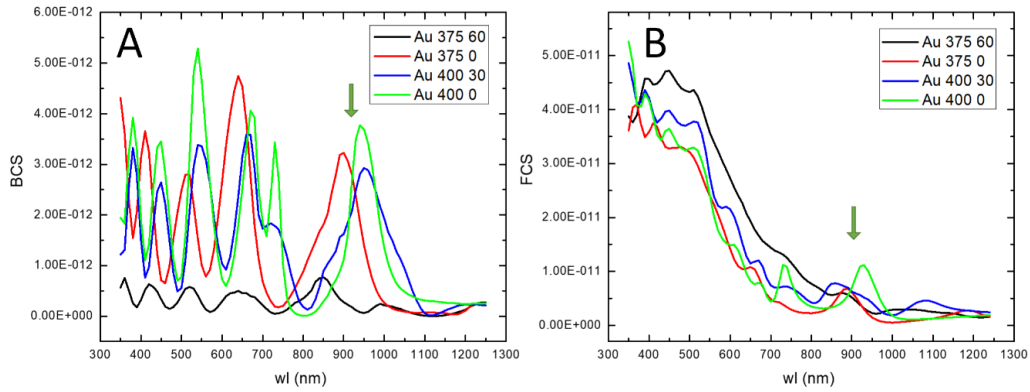 A
Au 375 60
Au 375 0
Au 400 30
Au 400 0
BCS
6.00E-012
5.00E-012
4.00E-012
3.00E-012
2.00E-012
1.00E-012
0.00E+000
300 400 500 600 700 800 900 1000 1100 1200 1300
wl (nm)
B
Au 375 60
Au 375 0
Au 400 30
Au 400 0
FCS
5.00E-011
4.00E-011
3.00E-011
2.00E-011
1.00E-011
0.00E+000
300 400 500 600 700 800 900 1000 1100 1200 1300
wl (nm)